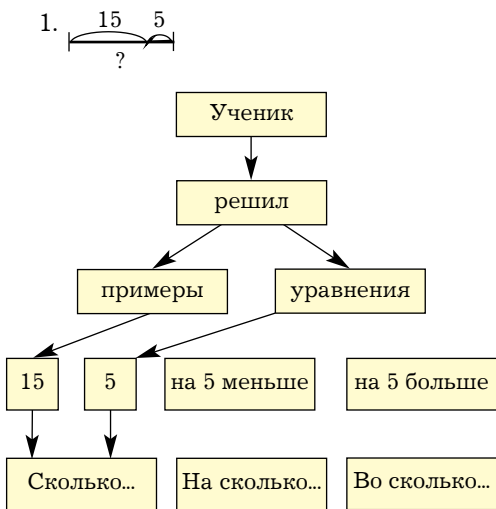 1. 15 5
?
Ученик
решил
примеры уравнения
15 5 на 5 меньше на 5 больше
Сколько... На сколько... Во сколько...